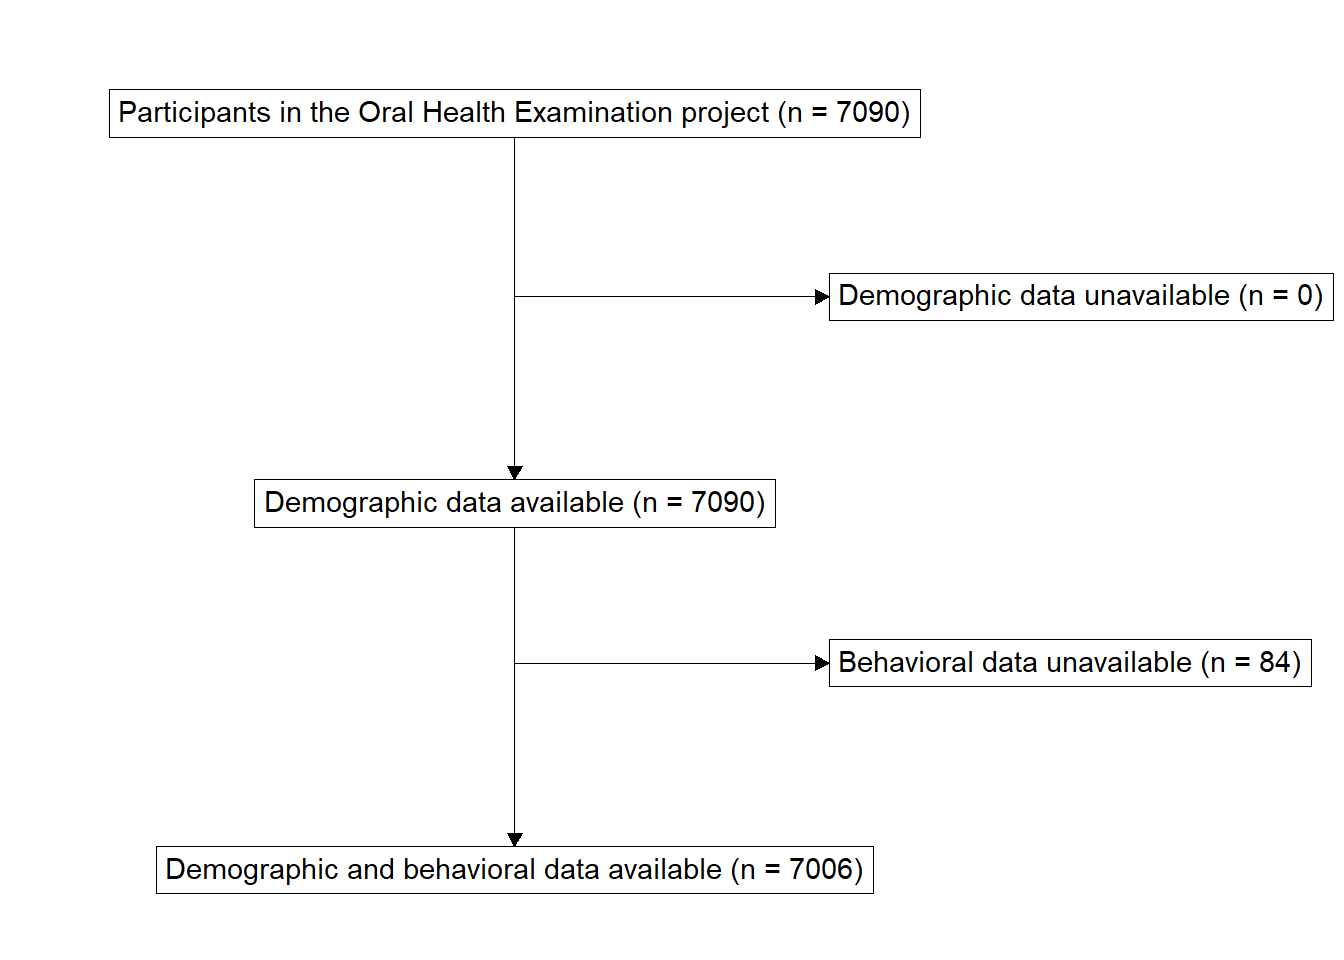 Participants in the Oral Health Examination project (n = 7090)
Demographic data unavailable (n = 0)
Demographic data available (n = 7090)
Behavioral data unavailable (n = 84)
Demographic and behavioral data available (n = 7006)